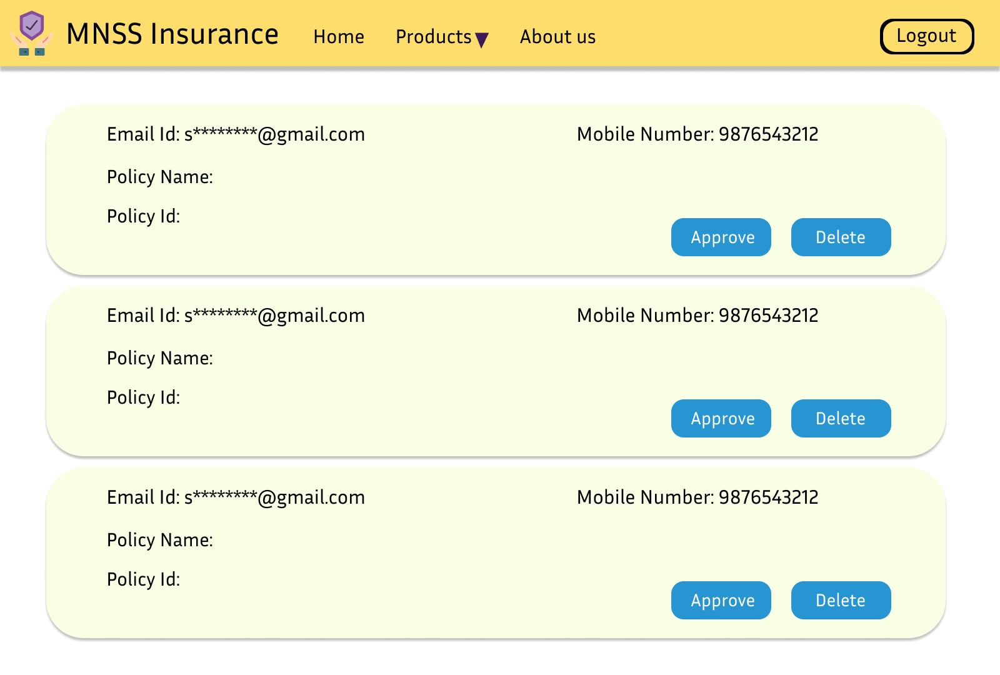 MNSS Insurance Home Products About us Logout
Email Id: s********@gmail.com Mobile Number: 9876543212
Policy Name:
Policy Id:
Approve Delete
Email Id: s********@gmail.com Mobile Number: 9876543212
Policy Name:
Policy Id:
Approve Delete
Email Id: s********@gmail.com Mobile Number: 9876543212
Policy Name:
Policy Id:
Approve Delete